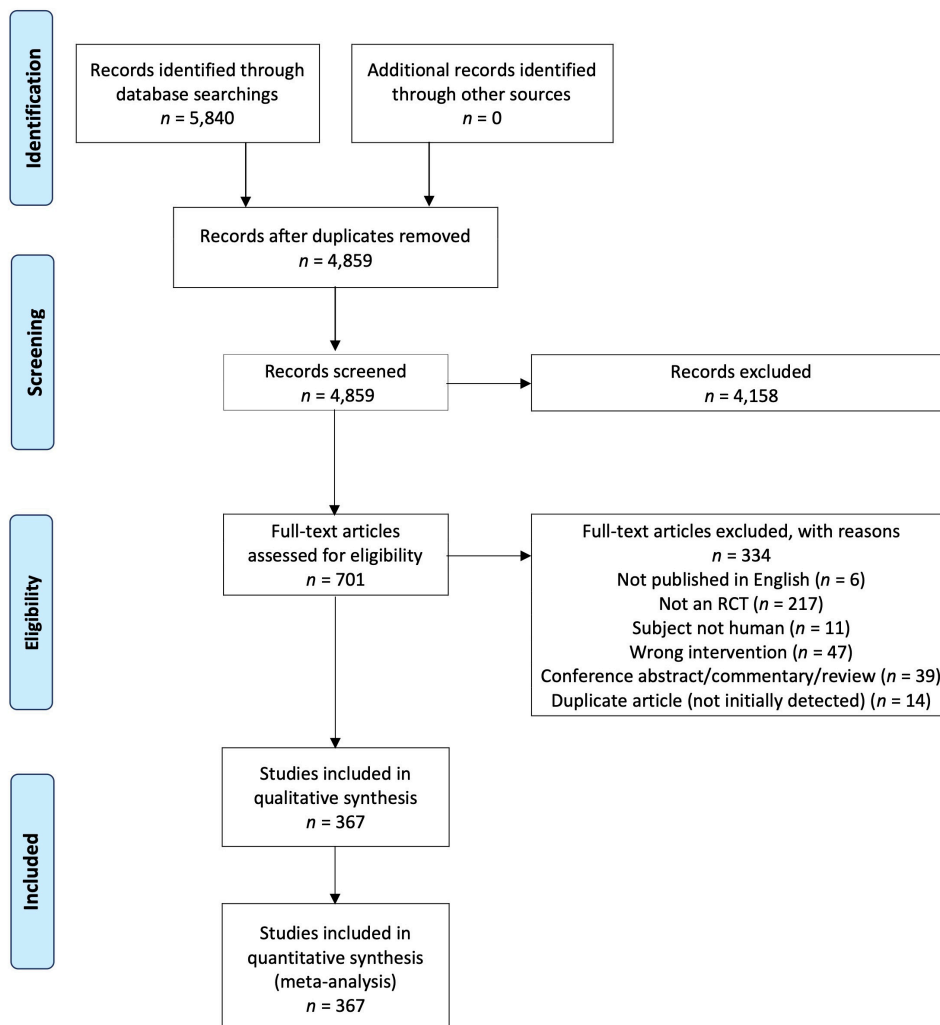 Identification
Records identified through
database searchings
n = 5,840
Additional records identified
through other sources
n = 0
Records after duplicates removed
n = 4,859
Screening
Records screened
n = 4,859
Records excluded
n = 4,158
Eligibility
Full-text articles
assessed for eligibility
n = 701
Full-text articles excluded, with reasons
n = 334
Not published in English (n = 6)
Not an RCT (n = 217)
Subject not human (n = 11)
Wrong intervention (n = 47)
Conference abstract/commentary/review (n = 39)
Duplicate article (not initially detected) (n = 14)
Included
Studies included in
qualitative synthesis
n = 367
Studies included in
quantitative synthesis
(meta-analysis)
n = 367